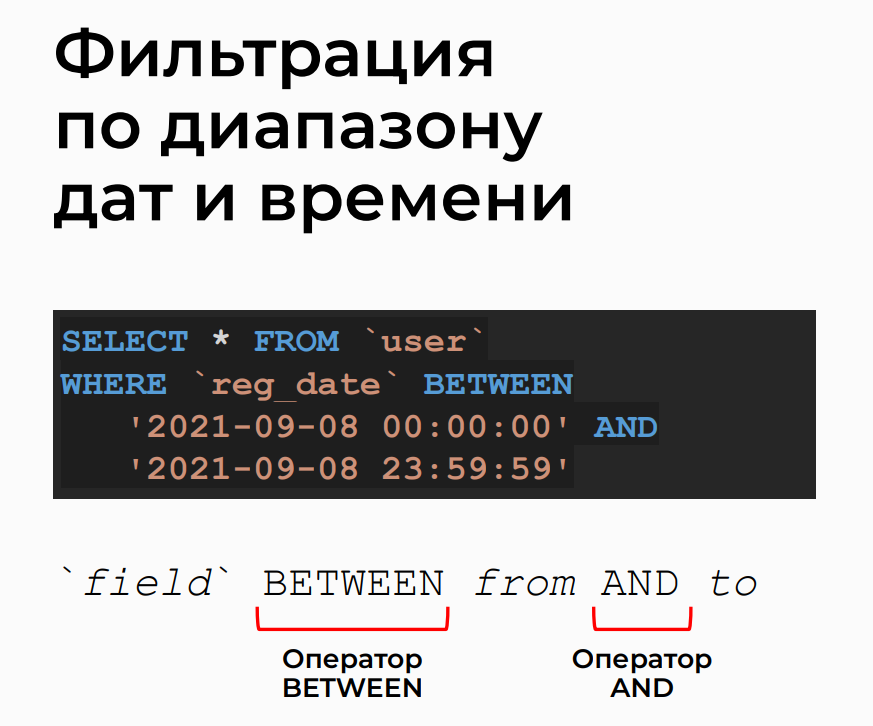 Фильтрация
по диапазону
дат и времени
SELECT * FROM `user`
WHERE `reg_date` BETWEEN
'2021-09-08 00:00:00' AND
'2021-09-08 23:59:59'
`field` BETWEEN from AND to
Оператор BETWEEN
Оператор AND